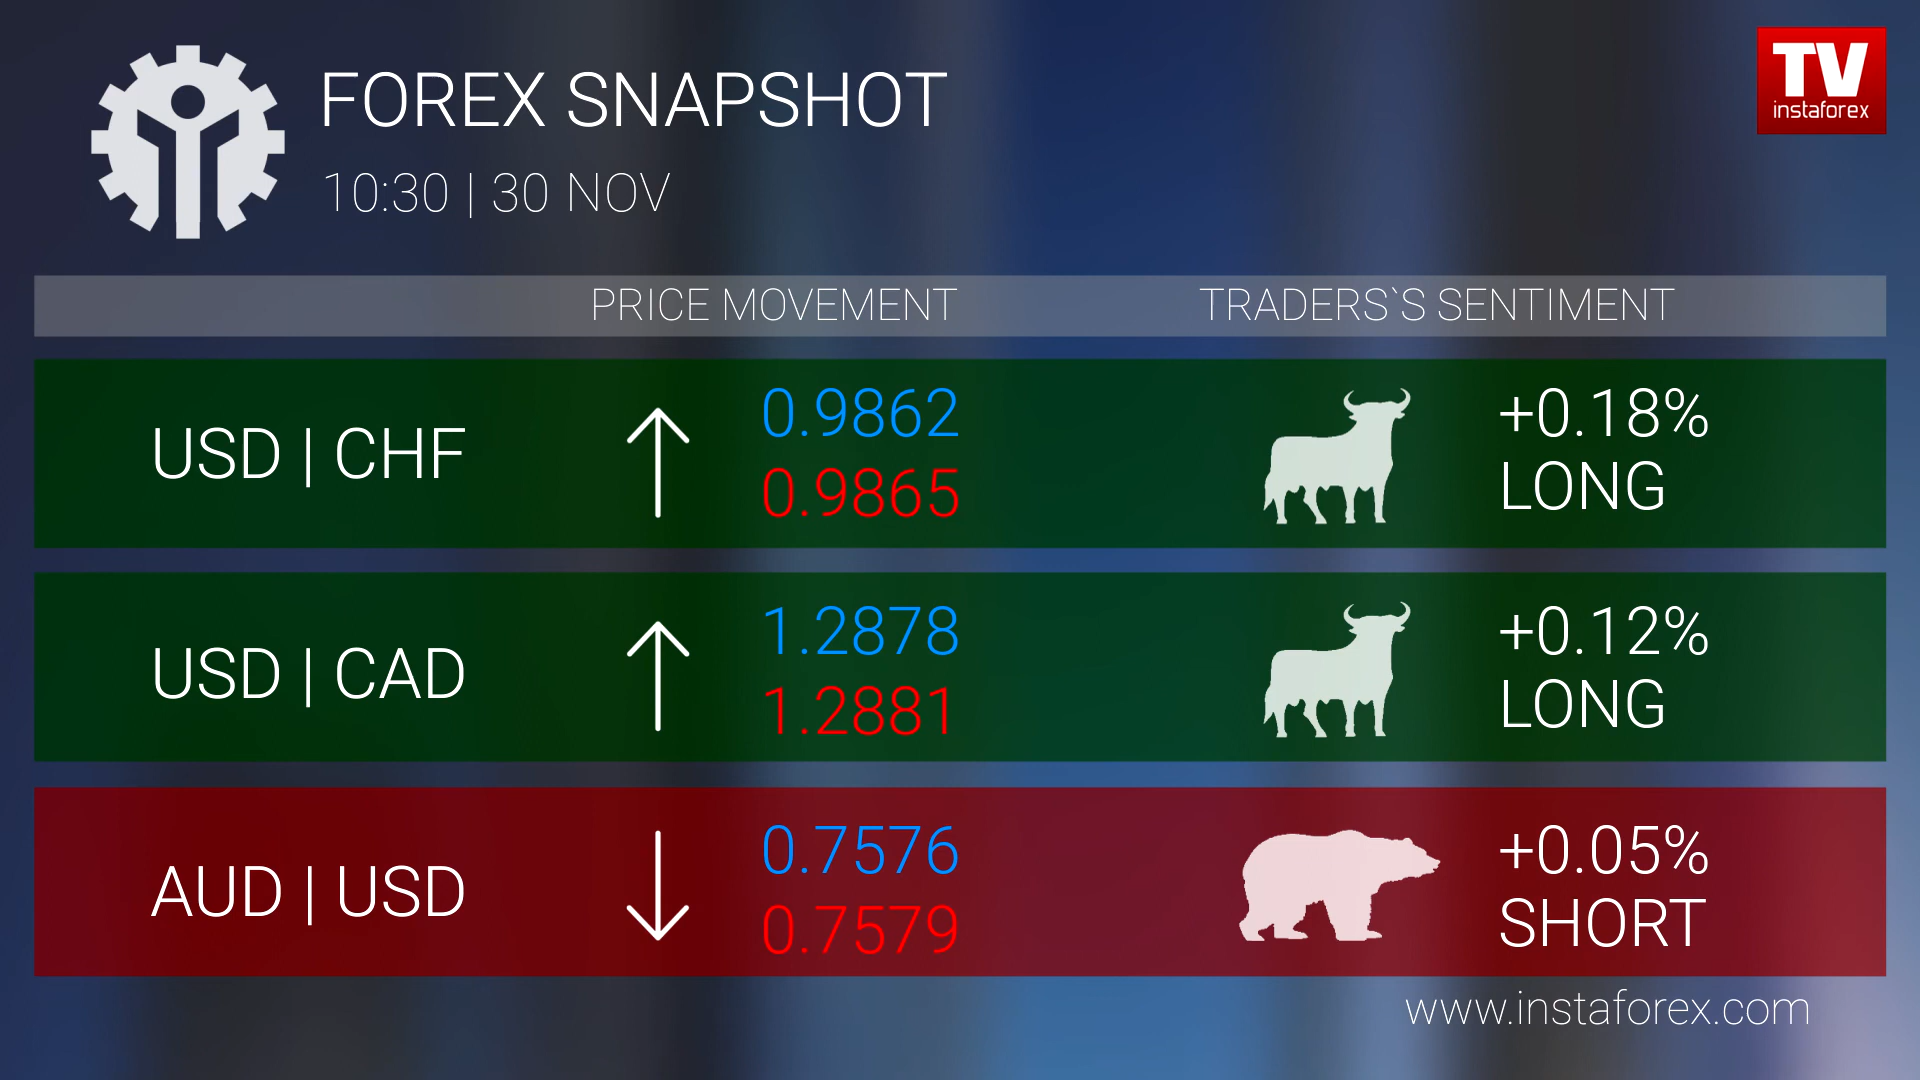 FOREX SNAPSHOT
10:30 | 30 NOV
TV
instaforex
PRICE MOVEMENT
TRADERS`S SENTIMENT
USD | CHF
0.9862
0.9865
+0.18%
LONG
USD | CAD
1.2878
1.2881
+0.12%
LONG
AUD | USD
0.7576
0.7579
+0.05%
SHORT
www.instaforex.com